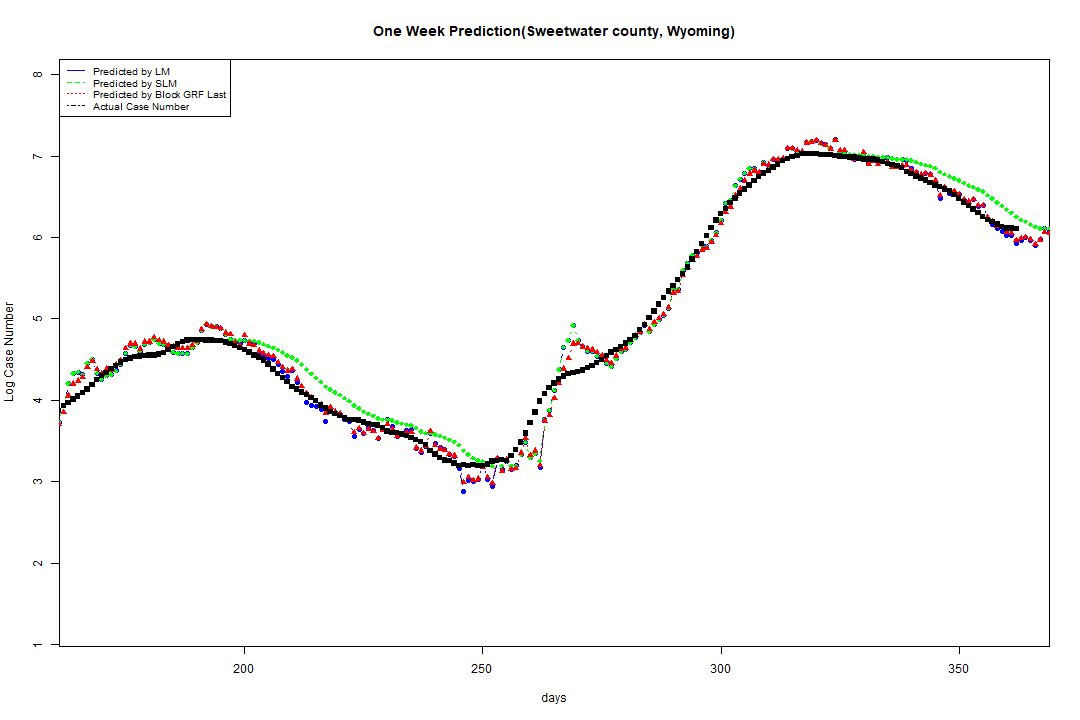 One Week Prediction(Sweetwater county, Wyoming)
Predicted by LM
Predicted by SLM
Predicted by Block GRF Last
Actual Case Number
8
7
6
5
4
3
2
1
Log Case Number
200 250 300 350
days